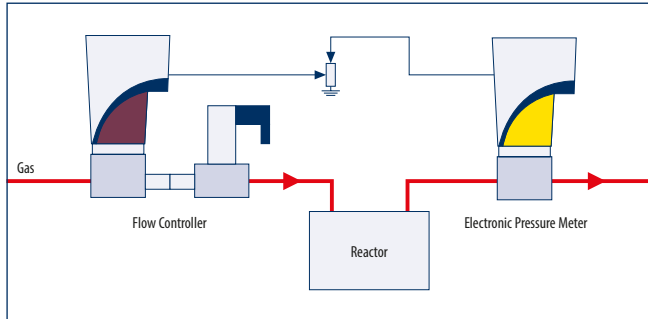 Gas
Flow Controller
Electronic Pressure Meter
Reactor